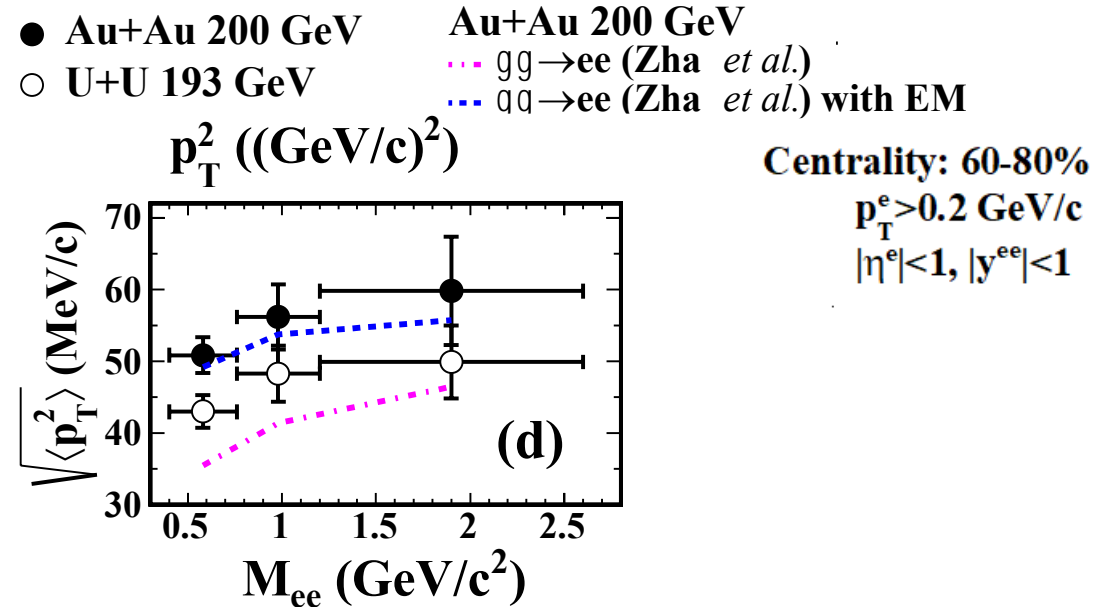 Au+Au 200 GeV
U+U 193 GeV
Au+Au 200 GeV
gg→ee (Zha et al.)
qq→ee (Zha et al.) with EM
p_T^2 ((GeV/c)^2)
Centrality: 60-80%
p_T^e>0.2 GeV/c
|η^e|<1, |y^ee|<1
√⟨p_T^2⟩ (MeV/c)
70
60
50
40
30
(d)
0.5 1 1.5 2 2.5
M_ee (GeV/c^2)